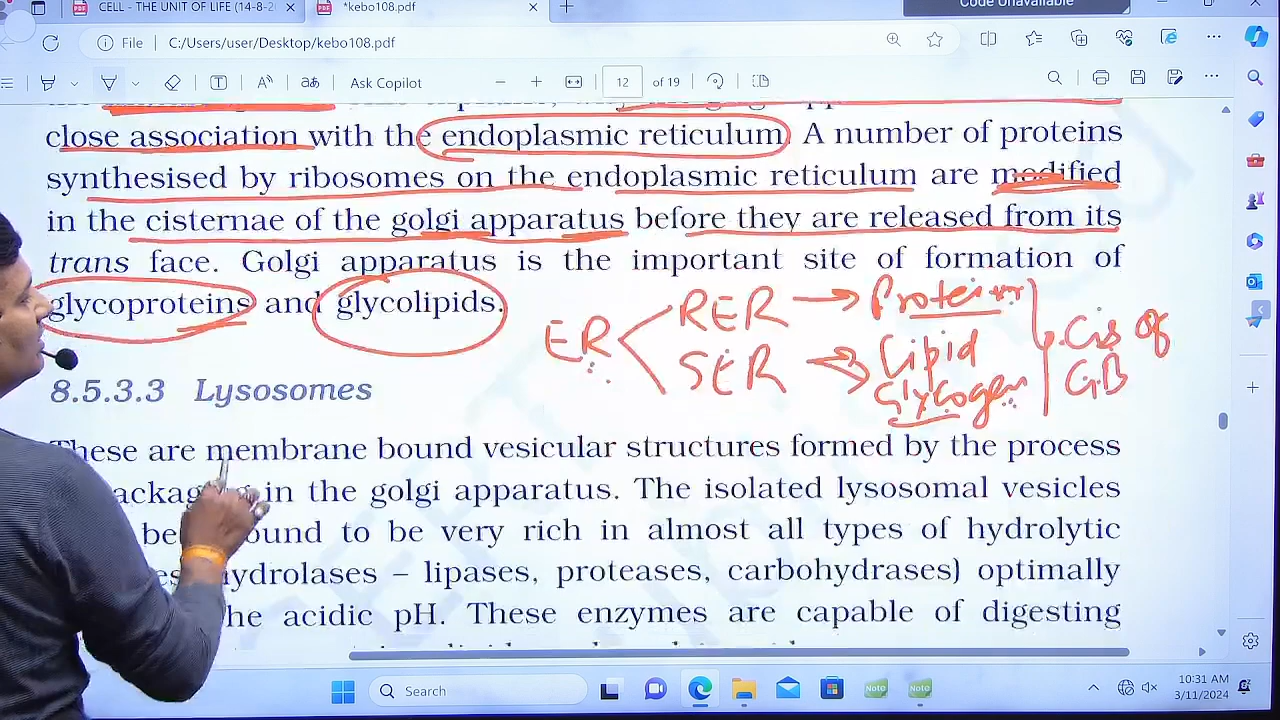 CELL - THE UNIT OF LIFE (14-8-2
*kebo108.pdf
Code Unavailable
File C:/Users/user/Desktop/kebo108.pdf
Ask Copilot 12 of 19
close association with the endoplasmic reticulum. A number of proteins
synthesised by ribosomes on the endoplasmic reticulum are modified
in the cisternae of the golgi apparatus before they are released from its
trans face. Golgi apparatus is the important site of formation of
glycoproteins and glycolipids.
ER
RER → Protein
SER → Lipid
Glycogen
Cis of
GB
8.5.3.3 Lysosomes
These are membrane bound vesicular structures formed by the process
in the golgi apparatus. The isolated lysosomal vesicles
to be very rich in almost all types of hydrolytic
hydrolases – lipases, proteases, carbohydrases) optimally
acidic pH. These enzymes are capable of digesting
Search
10:31 AM
3/11/2024